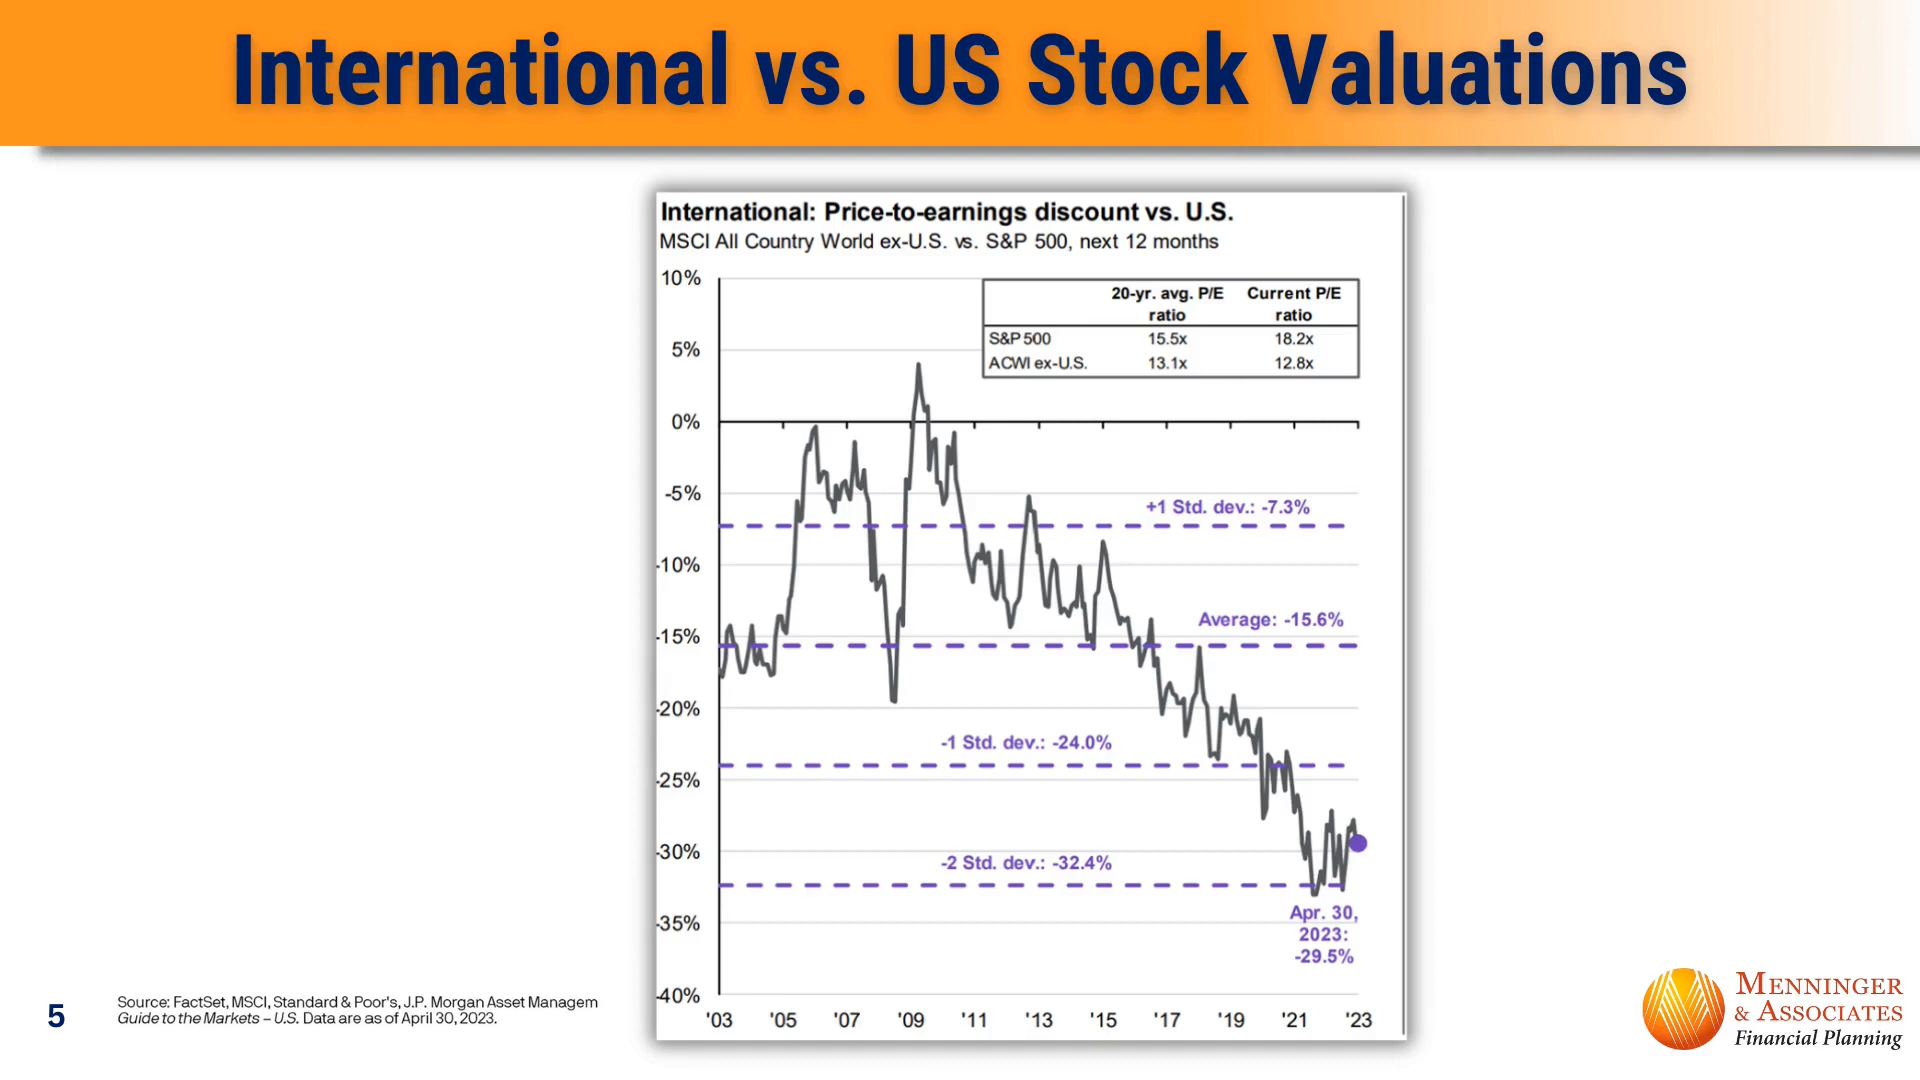 International vs. US Stock Valuations
International: Price-to-earnings discount vs. U.S.
MSCI All Country World ex-U.S. vs. S&P 500, next 12 months
20-yr. avg. P/E ratio Current P/E ratio
S&P 500 15.5x 18.2x
ACWI ex-U.S. 13.1x 12.8x
10%
5%
0%
-5%
-10%
-15%
-20%
-25%
-30%
-35%
-40%
+1 Std. dev.: -7.3%
Average: -15.6%
-1 Std. dev.: -24.0%
-2 Std. dev.: -32.4%
Apr. 30,
2023:
-29.5%
'03 '05 '07 '09 '11 '13 '15 '17 '19 '21 '23
5
Source: FactSet, MSCI, Standard & Poor's, J.P. Morgan Asset Managem
Guide to the Markets – U.S. Data are as of April 30, 2023.
MENNINGER
& ASSOCIATES
Financial Planning